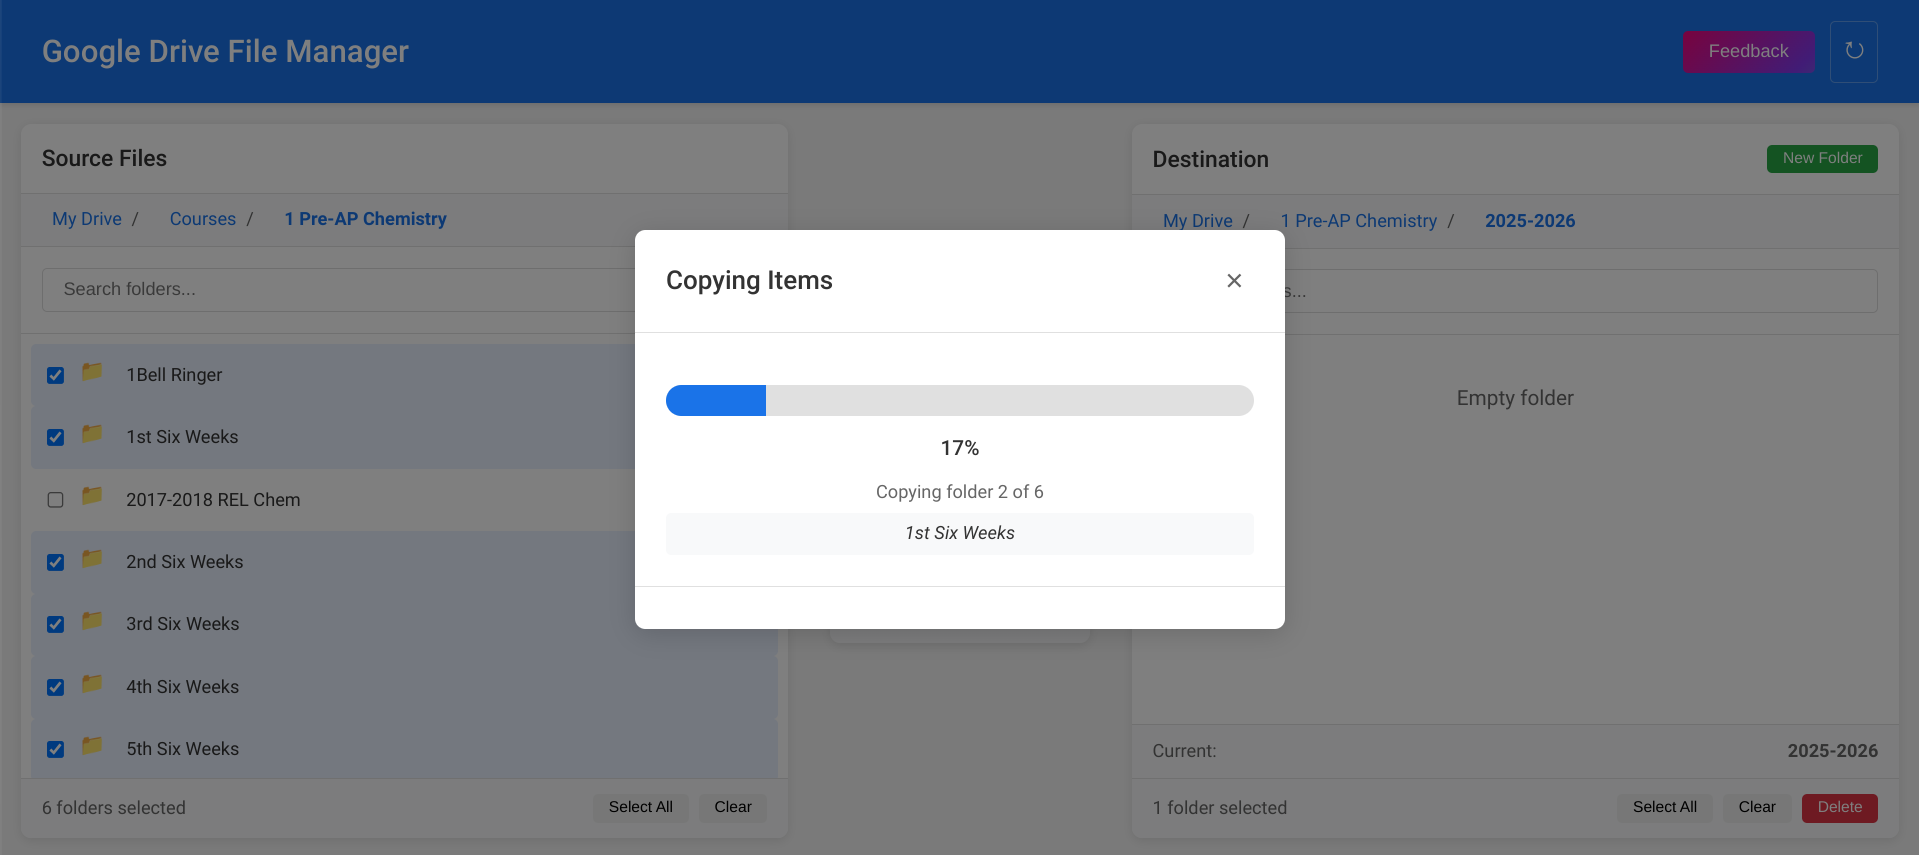 Google Drive File Manager
Feedback
Source Files
My Drive / Courses / 1 Pre-AP Chemistry
Search folders...
1Bell Ringer
1st Six Weeks
2017-2018 REL Chem
2nd Six Weeks
3rd Six Weeks
4th Six Weeks
5th Six Weeks
6 folders selected
Select All
Clear
Copying Items
17%
Copying folder 2 of 6
1st Six Weeks
Destination
New Folder
My Drive / 1 Pre-AP Chemistry / 2025-2026
s...
Empty folder
Current:
2025-2026
1 folder selected
Select All
Clear
Delete